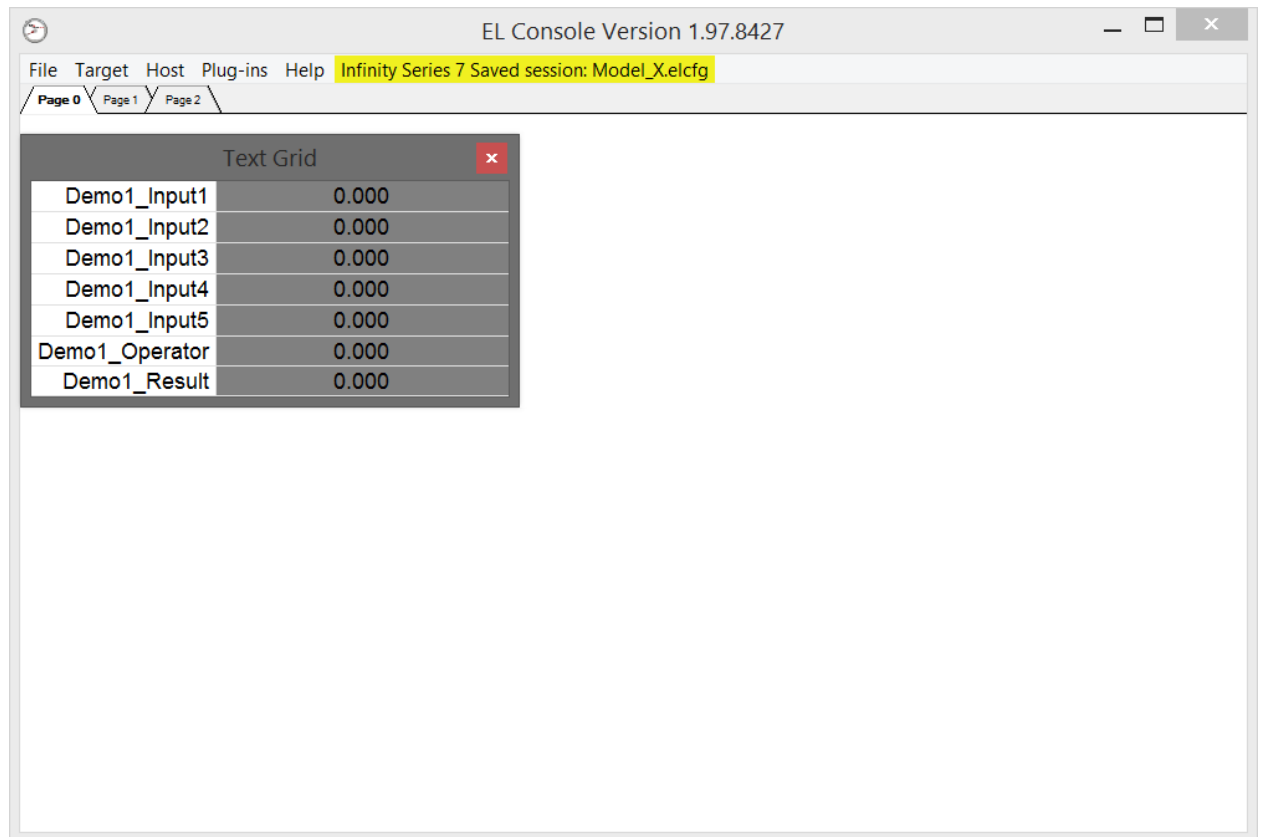 EL Console Version 1.97.8427
File Target Host Plug-ins Help Infinity Series 7 Saved session: Model_X.elcfg
Page 0 Page 1 Page 2
Text Grid
Demo1_Input1 0.000
Demo1_Input2 0.000
Demo1_Input3 0.000
Demo1_Input4 0.000
Demo1_Input5 0.000
Demo1_Operator 0.000
Demo1_Result 0.000